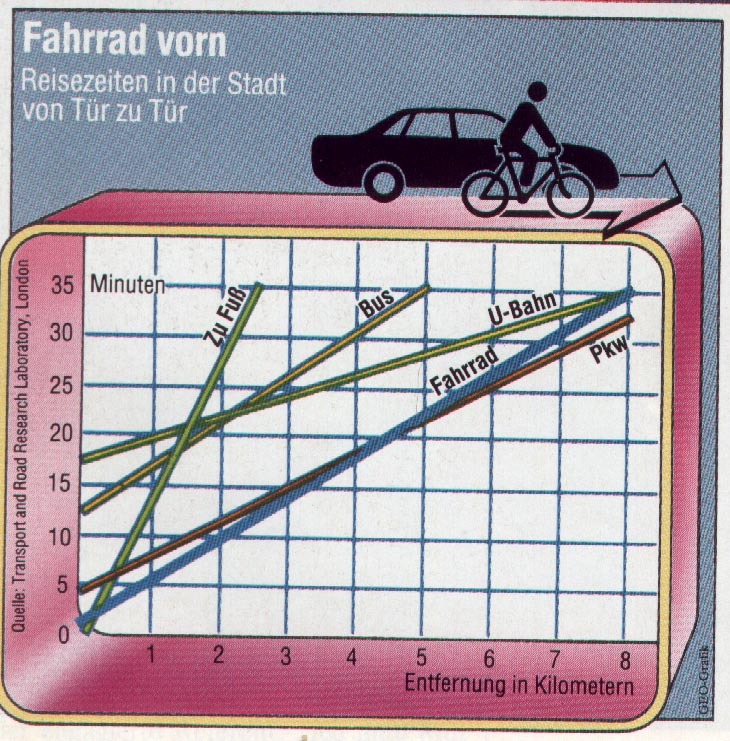 Fahrrad vorn
Reisezeiten in der Stadt
von Tür zu Tür
Quelle: Transport and Road Research Laboratory, London
Minuten
35
30
25
20
15
10
5
0
Zu Fuß
Bus
U-Bahn
Fahrrad
Pkw
1 2 3 4 5 6 7 8
Entfernung in Kilometern
GEO-Grafik